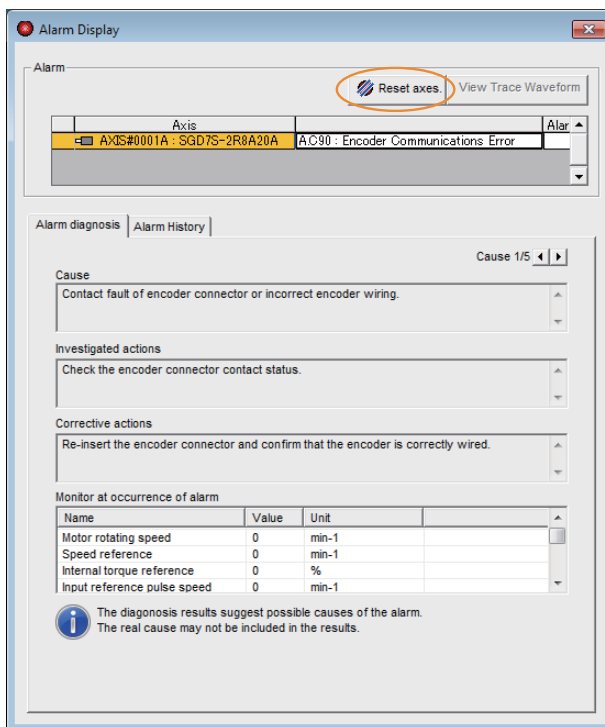 Alarm Display
Alarm
Reset axes.
View Trace Waveform
Axis
Alar
AXIS#0001A : SGD7S-2R8A20A
A.C90 : Encoder Communications Error
Alarm diagnosis
Alarm History
Cause 1/5
Cause
Contact fault of encoder connector or incorrect encoder wiring.
Investigated actions
Check the encoder connector contact status.
Corrective actions
Re-insert the encoder connector and confirm that the encoder is correctly wired.
Monitor at occurrence of alarm
Name Value Unit
Motor rotating speed 0 min-1
Speed reference 0 min-1
Internal torque reference 0 %
Input reference pulse speed 0 min-1
The diagonosis results suggest possible causes of the alarm.
The real cause may not be included in the results.